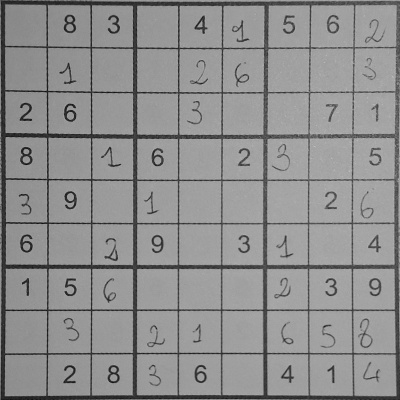 8 3 4 1 5 6 2
1 2 6 3
2 6 3 7 1
8 1 6 2 3 5
3 9 1 2 6
6 2 9 3 1 4
1 5 6 2 3 9
3 2 1 6 5 8
2 8 3 6 4 1 4